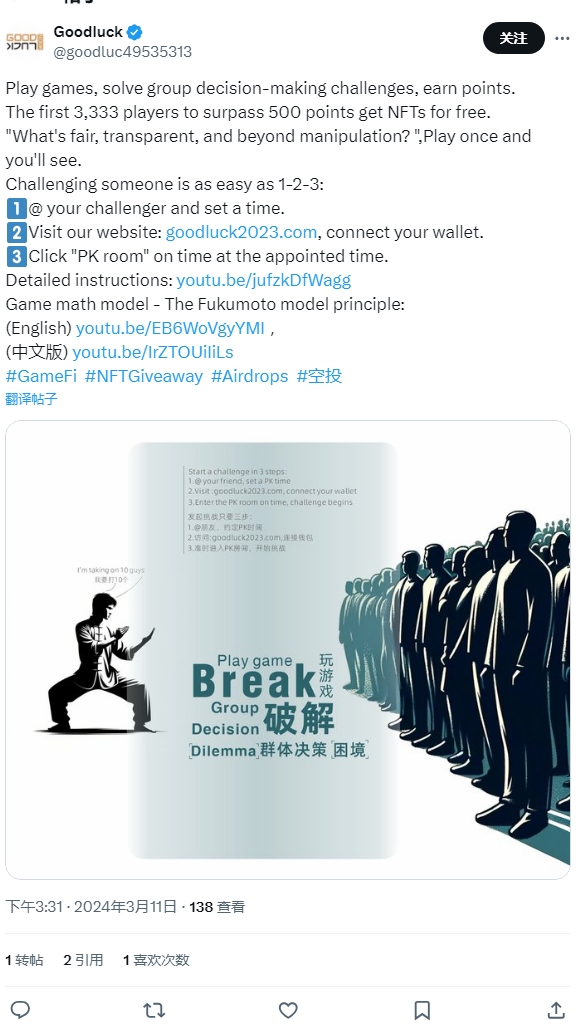 Goodluck
@goodluc49535313
关注
Play games, solve group decision-making challenges, earn points.
The first 3,333 players to surpass 500 points get NFTs for free.
"What's fair, transparent, and beyond manipulation? ",Play once and
you'll see.
Challenging someone is as easy as 1-2-3:
1️⃣@ your challenger and set a time.
2️⃣Visit our website: goodluck2023.com, connect your wallet.
3️⃣Click "PK room" on time at the appointed time.
Detailed instructions: youtu.be/jufzkDfWagg
Game math model - The Fukumoto model principle:
(English) youtu.be/EB6WoVgyYMI ,
(中文版) youtu.be/IrZTOUiIiLs
#GameFi #NFTGiveaway #Airdrops #空投
翻译帖子
Start a challenge in 3 steps:
1.@ your friend, set a PK time
2.Visit : goodluck2023.com, connect your wallet
3.Enter the PK room on time, challenge begins
发起挑战只要三步:
1.@朋友, 约定PK时间
2.访问:goodluck2023.com,连接钱包
3.准时进入PK房间, 开始挑战
I'm taking on 10 guys
我要打10个
Play game
玩游戏
Break
Group
破解
Decision
[Dilemma]群体决策[困境]
下午3:31 · 2024年3月11日 · 138 查看
1 转帖 2 引用 1 喜欢次数